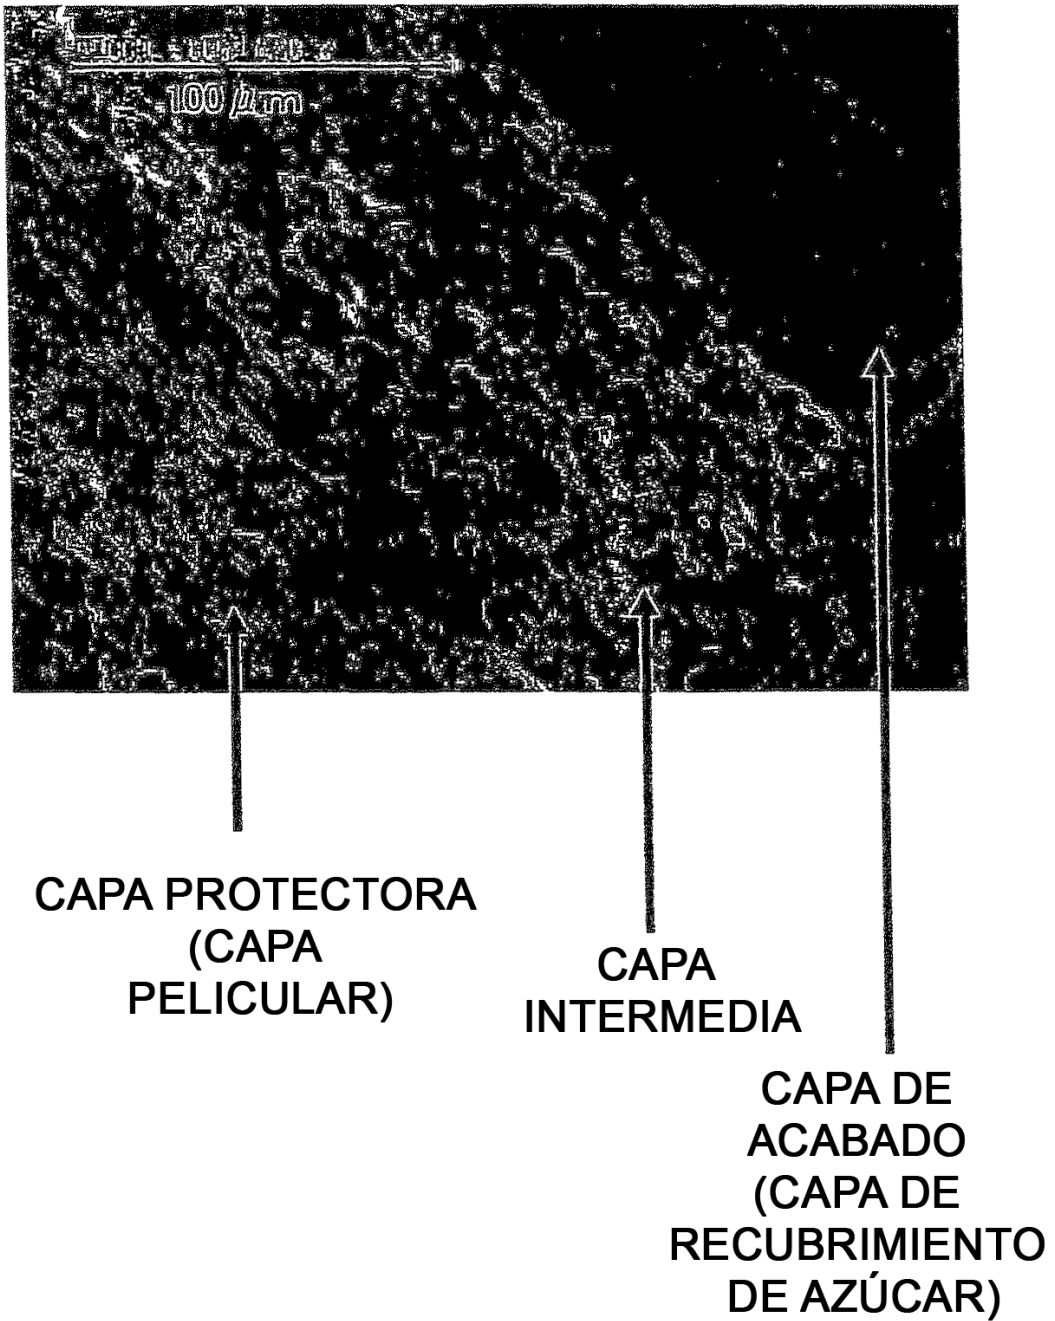 100 μm
CAPA PROTECTORA
(CAPA
PELICULAR)
CAPA
INTERMEDIA
CAPA DE
ACABADO
(CAPA DE
RECUBRIMIENTO
DE AZÚCAR)